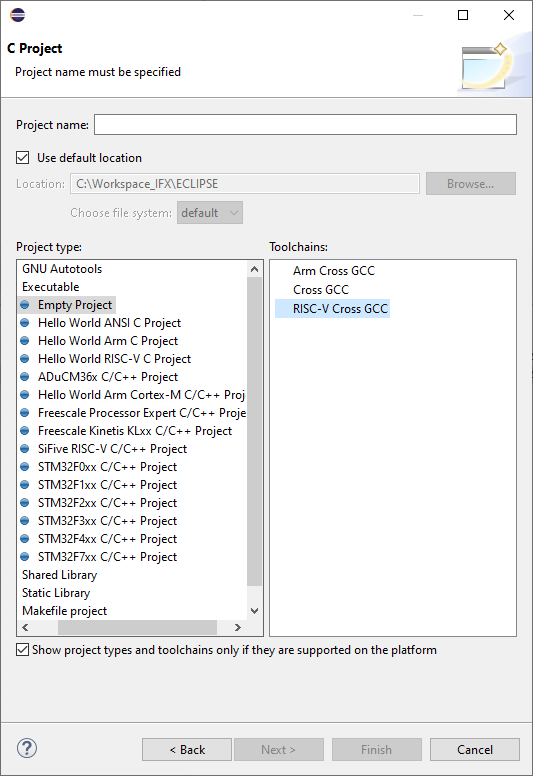 C Project
Project name must be specified
Project name:
Use default location
Location: C:\Workspace_IFX\ECLIPSE Browse...
Choose file system: default
Project type: Toolchains:
GNU Autotools
Executable
Empty Project
Hello World ANSI C Project
Hello World Arm C Project
Hello World RISC-V C Project
ADuCM36x C/C++ Project
Hello World Arm Cortex-M C/C++ Proj
Freescale Processor Expert C/C++ Proje
Freescale Kinetis KLxx C/C++ Project
SiFive RISC-V C/C++ Project
STM32F0xx C/C++ Project
STM32F1xx C/C++ Project
STM32F2xx C/C++ Project
STM32F3xx C/C++ Project
STM32F4xx C/C++ Project
STM32F7xx C/C++ Project
Shared Library
Static Library
Makefile project
Arm Cross GCC
Cross GCC
RISC-V Cross GCC
Show project types and toolchains only if they are supported on the platform
? < Back Next > Finish Cancel